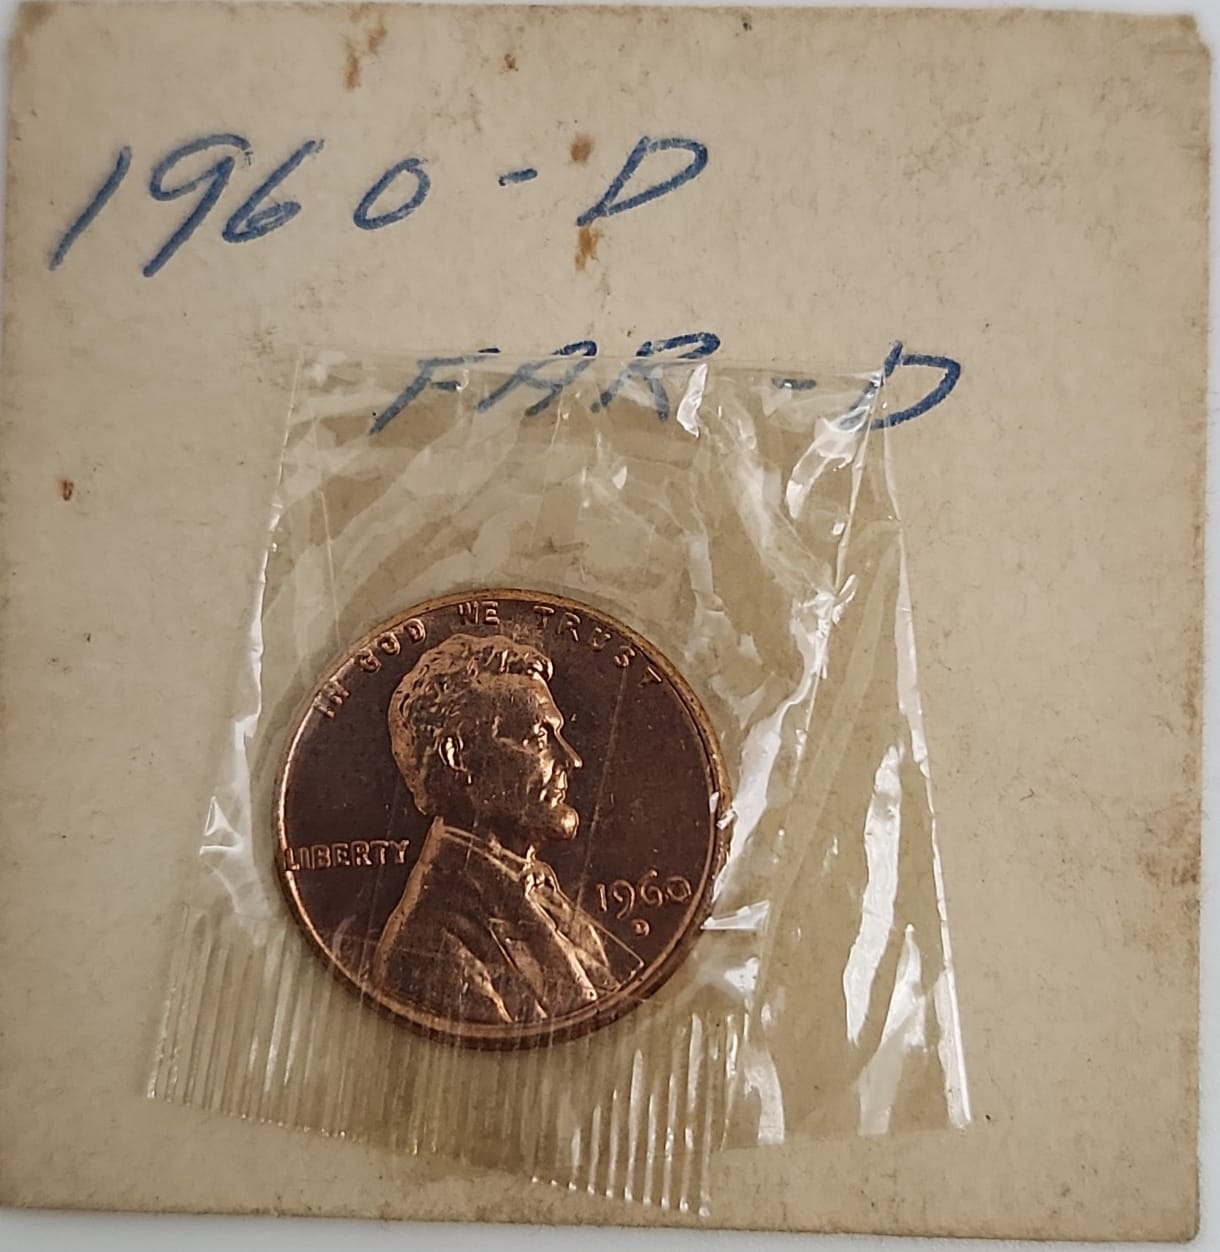 1960-D
FAR-D
IN GOD WE TRUST
LIBERTY
1960
D